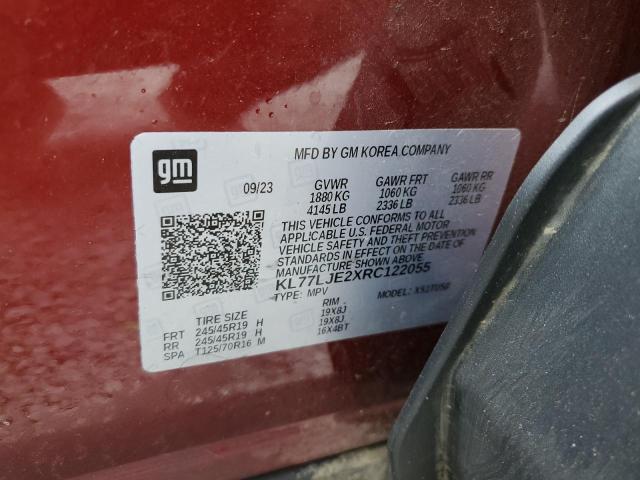 gm
MFD BY GM KOREA COMPANY
09/23 GVWR GAWR FRT GAWR RR
1880 KG 1060 KG 1060 KG
4145 LB 2336 LB 2336 LB
THIS VEHICLE CONFORMS TO ALL
APPLICABLE U.S. FEDERAL MOTOR
VEHICLE SAFETY AND THEFT PREVENTION
STANDARDS IN EFFECT ON THE DATE OF
MANUFACTURE SHOWN ABOVE.
KL77LJE2XRC122055
TYPE: MPV MODEL:
TIRE SIZE RIM
FRT 245/45R19 H 19X8J
RR 245/45R19 H 19X8J
SPA T125/70R16 M 16X4BT